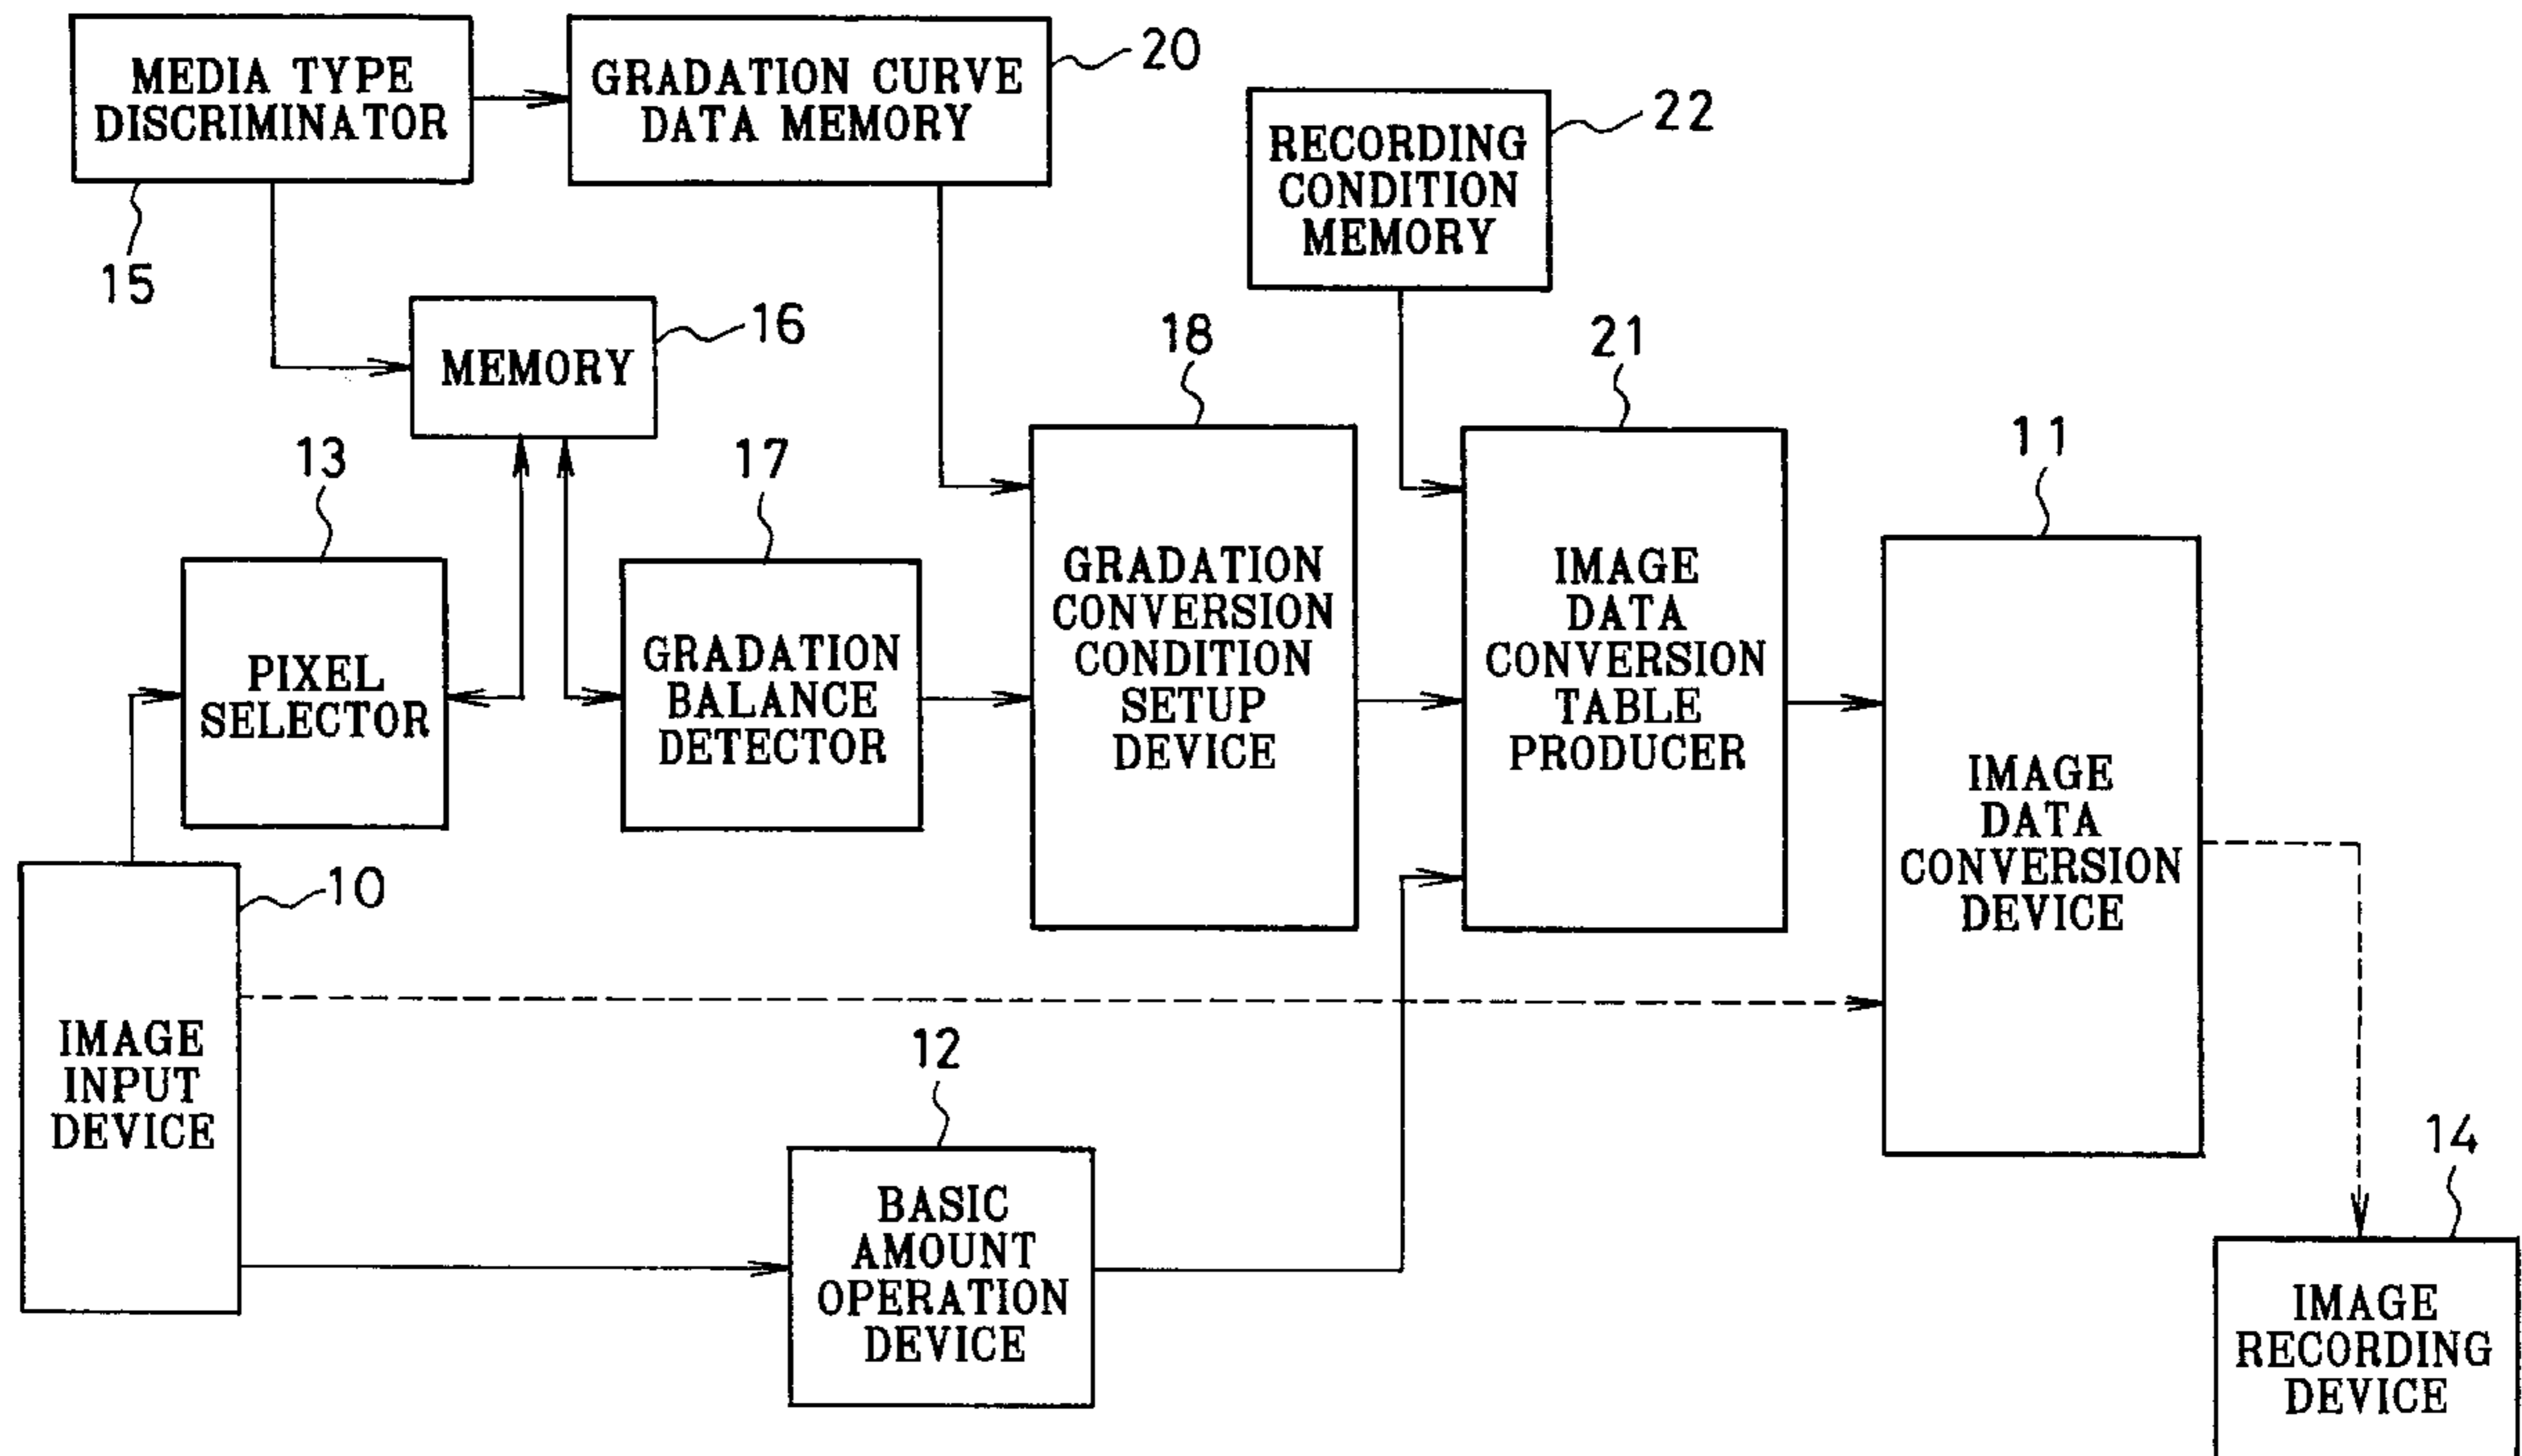 MEDIA TYPE
DISCRIMINATOR
15
GRADATION CURVE
DATA MEMORY
20
RECORDING
CONDITION
MEMORY
22
MEMORY
16
13
PIXEL
SELECTOR
17
GRADATION
BALANCE
DETECTOR
18
GRADATION
CONVERSION
CONDITION
SETUP
DEVICE
21
IMAGE
DATA
CONVERSION
TABLE
PRODUCER
11
IMAGE
DATA
CONVERSION
DEVICE
10
IMAGE
INPUT
DEVICE
12
BASIC
AMOUNT
OPERATION
DEVICE
14
IMAGE
RECORDING
DEVICE